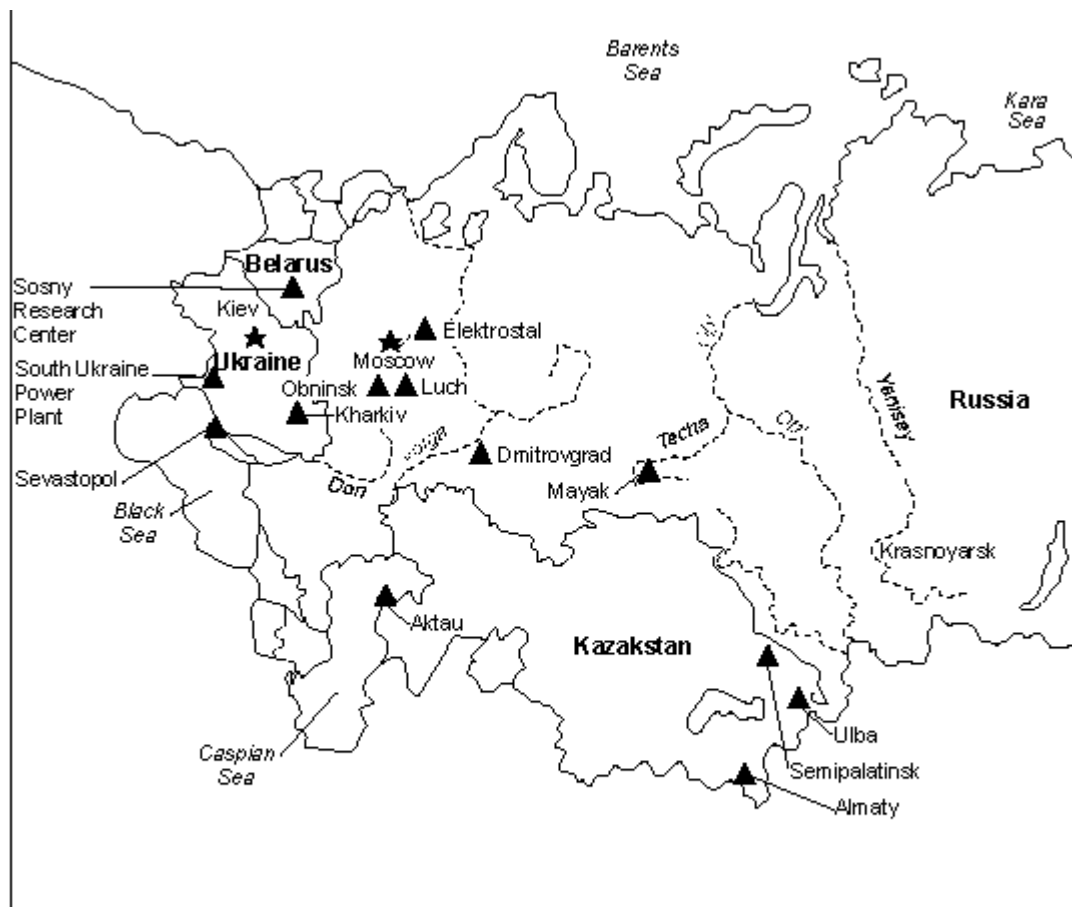 Barents
Sea
Kara
Sea
Belarus
Sosny
Research
Center
Kiev
Elektrostal
Moscow
Ukraine
South Ukraine
Power
Plant
Obninsk
Luch
Kharkiv
Ob
Yenisey
Russia
Sevastopol
Volga
Don
Dmitrovgrad
Techa
Ob
Mayak
Black
Sea
Krasnoyarsk
Aktau
Kazakstan
Caspian
Sea
Ulba
Semipalatinsk
Almaty